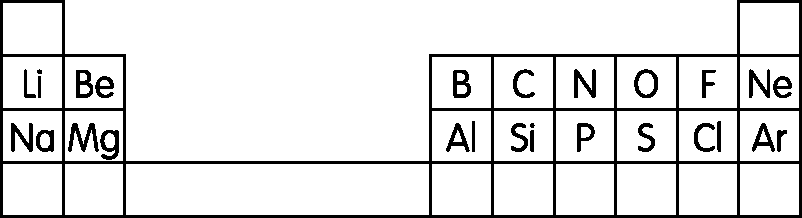 Li Be B C N O F Ne
Na Mg Al Si P S Cl Ar